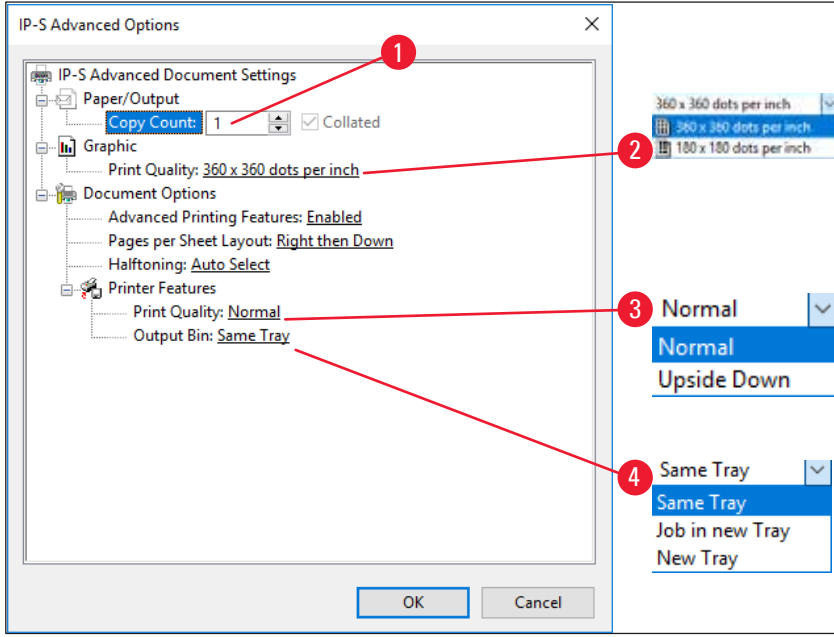 IP-S Advanced Options
IP-S Advanced Document Settings
Paper/Output
Copy Count: 1 Collated
Graphic
Print Quality: 360 x 360 dots per inch
Document Options
Advanced Printing Features: Enabled
Pages per Sheet Layout: Right then Down
Halftoning: Auto Select
Printer Features
Print Quality: Normal
Output Bin: Same Tray
OK Cancel
1
2
360 x 360 dots per inch
360 x 360 dots per inch
180 x 180 dots per inch
3
Normal
Normal
Upside Down
4
Same Tray
Same Tray
Job in new Tray
New Tray